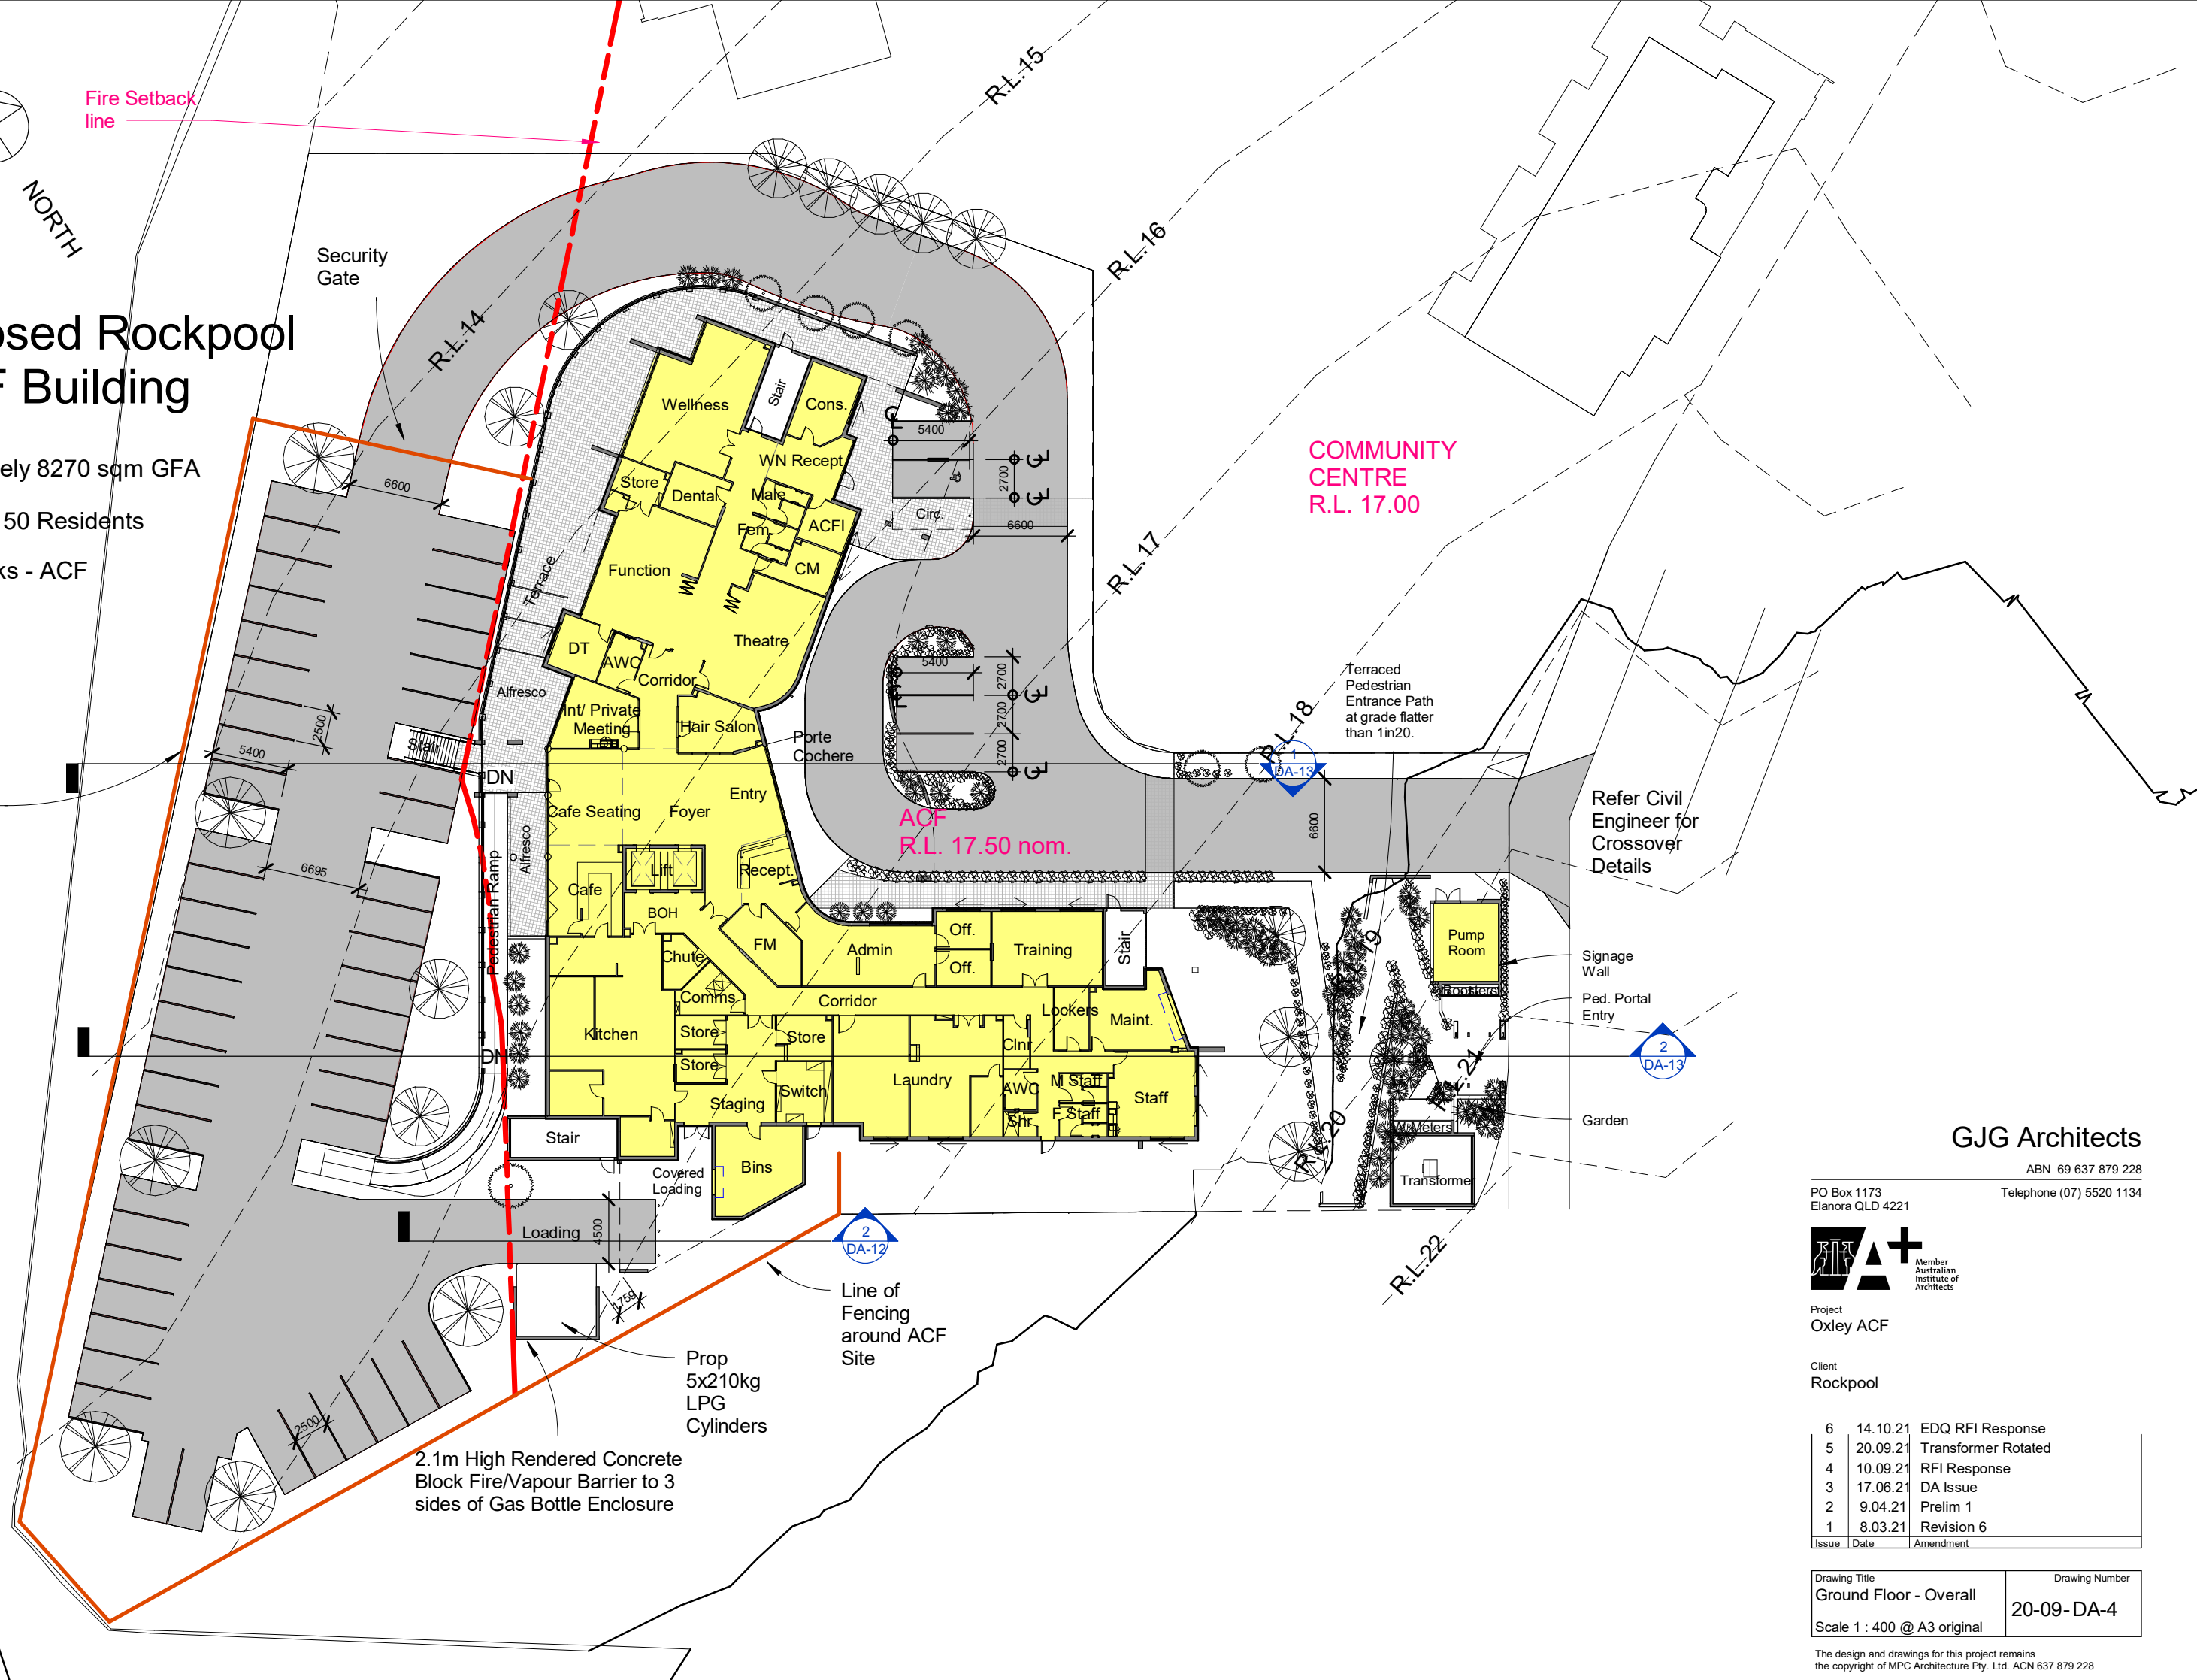 Fire Setback
line
NORTH
Security
Gate
osed Rockpool
F Building
ely 8270 sqm GFA
50 Residents
ks - ACF
R.L.14
R.L.15
R.L.16
R.L.17
R.L.18
R.L.20
R.L.22
COMMUNITY
CENTRE
R.L. 17.00
ACF
R.L. 17.50 nom.
Wellness
Stair
Cons.
WN Recept
Store
Dental
Male
Fem.
ACFI
CM
Function
Theatre
Terrace
DT
AWC
Corridor
Alfresco
Int/ Private
Meeting
Hair Salon
Porte
Cochere
Stair
DN
Cafe Seating
Foyer
Entry
Alfresco
Pedestrian Ramp
Lift
Recept.
Cafe
BOH
FM
Admin
Off.
Off.
Training
Stair
Chute
Comms
Corridor
Lockers
Maint.
Kitchen
Store
Store
Store
Clnr
DN
Switch
Laundry
AWC
M Staff
F Staff
Shr
Staff
Staging
Stair
Bins
Covered
Loading
Loading
Circ.
5400
2700
6600
5400
2700
2700
2700
6600
6600
2500
5400
6695
4500
1759
2500
Terraced
Pedestrian
Entrance Path
at grade flatter
than 1in20.
1
DA-13
2
DA-13
2
DA-12
Refer Civil
Engineer for
Crossover
Details
Pump
Room
Boosters
Signage
Wall
Ped. Portal
Entry
Garden
W.Meters
Transformer
Line of
Fencing
around ACF
Site
Prop
5x210kg
LPG
Cylinders
2.1m High Rendered Concrete
Block Fire/Vapour Barrier to 3
sides of Gas Bottle Enclosure
GJG Architects
ABN 69 637 879 228
PO Box 1173 Telephone (07) 5520 1134
Elanora QLD 4221
A+
Member
Australian
Institute of
Architects
Project
Oxley ACF
Client
Rockpool
6 14.10.21 EDQ RFI Response
5 20.09.21 Transformer Rotated
4 10.09.21 RFI Response
3 17.06.21 DA Issue
2 9.04.21 Prelim 1
1 8.03.21 Revision 6
Issue Date Amendment
Drawing Title Drawing Number
Ground Floor - Overall
20-09-DA-4
Scale 1 : 400 @ A3 original
The design and drawings for this project remains
the copyright of MPC Architecture Pty. Ltd. ACN 637 879 228